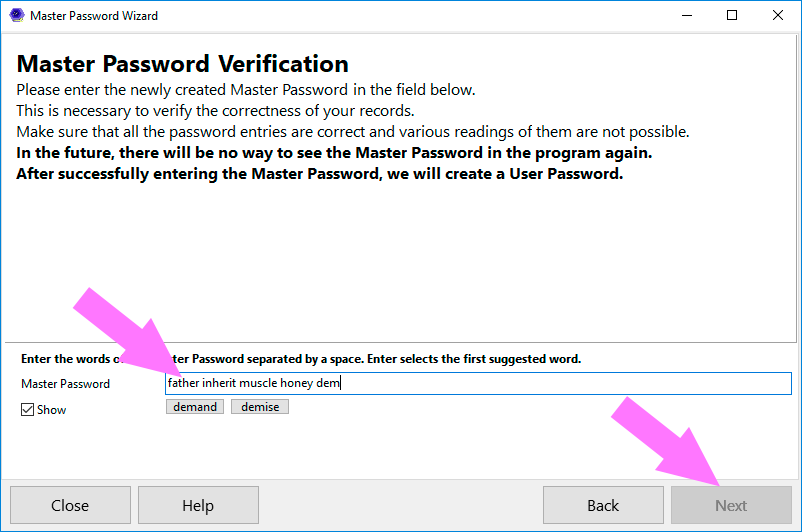 Master Password Wizard
Master Password Verification
Please enter the newly created Master Password in the field below.
This is necessary to verify the correctness of your records.
Make sure that all the password entries are correct and various readings of them are not possible.
In the future, there will be no way to see the Master Password in the program again.
After successfully entering the Master Password, we will create a User Password.
Enter the words Password separated by a space. Enter selects the first suggested word.
Master Password
father inherit muscle honey dem
Show
demand demise
Close Help Back Next